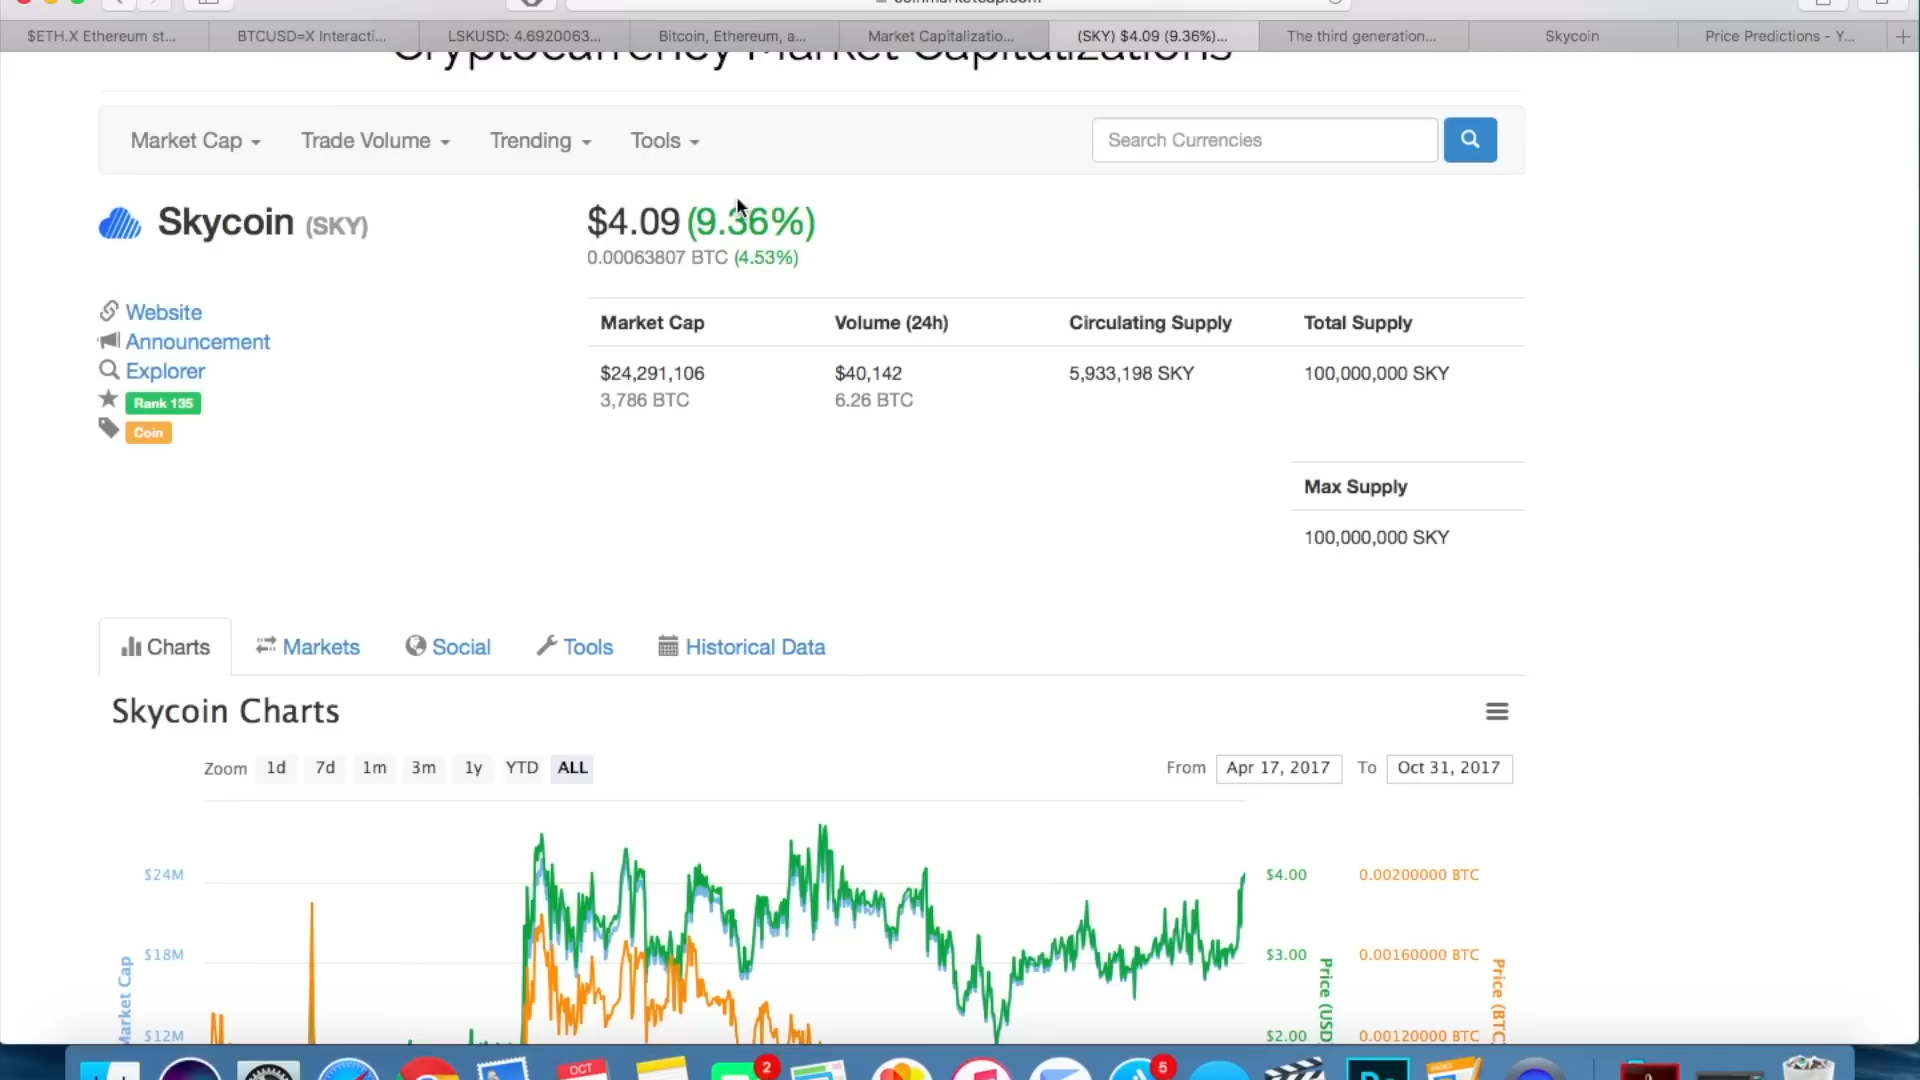 $ETH.X Ethereum st... BTCUSD=X Interacti... LSKUSD: 4.6920063... Bitcoin, Ethereum, a... Market Capitalizatio... (SKY) $4.09 (9.36%)... The third generation... Skycoin Price Predictions - Y...
Cryptocurrency Market Capitalizations
Market Cap Trade Volume Trending Tools Search Currencies
Skycoin (SKY) $4.09 (9.36%)
0.00063807 BTC (4.53%)
Website
Announcement
Explorer
Rank 135
Coin
Market Cap Volume (24h) Circulating Supply Total Supply
$24,291,106 $40,142 5,933,198 SKY 100,000,000 SKY
3,786 BTC 6.26 BTC
Max Supply
100,000,000 SKY
Charts Markets Social Tools Historical Data
Skycoin Charts
Zoom 1d 7d 1m 3m 1y YTD ALL From Apr 17, 2017 To Oct 31, 2017
$24M $4.00 0.00200000 BTC
$18M $3.00 0.00160000 BTC
$12M $2.00 0.00120000 BTC
Market Cap
Price (USD
Price (BTC
OCT
2
5